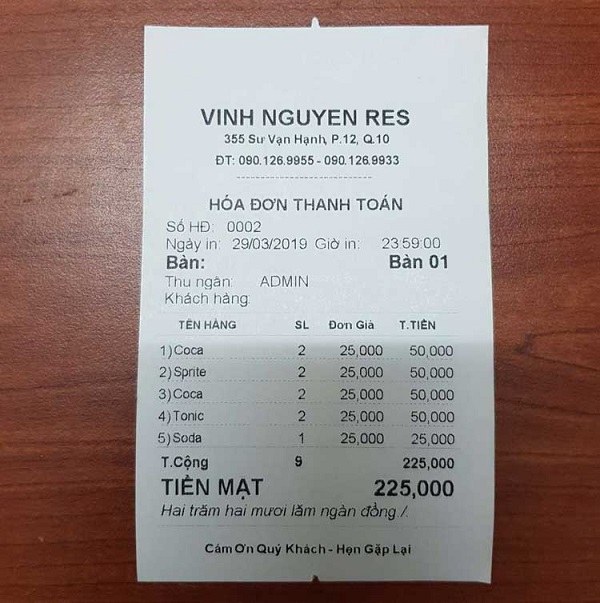 VINH NGUYEN RES
355 Sư Vạn Hạnh, P.12, Q.10
ĐT: 090.126.9955 - 090.126.9933
HÓA ĐƠN THANH TOÁN
Số HĐ: 0002
Ngày in: 29/03/2019 Giờ in: 23:59:00
Bàn: Bàn 01
Thu ngân: ADMIN
Khách hàng:
TÊN HÀNG SL Đơn Giá T.TIỀN
1) Coca 2 25,000 50,000
2) Sprite 2 25,000 50,000
3) Coca 2 25,000 50,000
4) Tonic 2 25,000 50,000
5) Soda 1 25,000 25,000
T.Cộng 9 225,000
TIỀN MẶT 225,000
Hai trăm hai mươi lăm ngàn đồng./.
Cám Ơn Quý Khách - Hẹn Gặp Lại